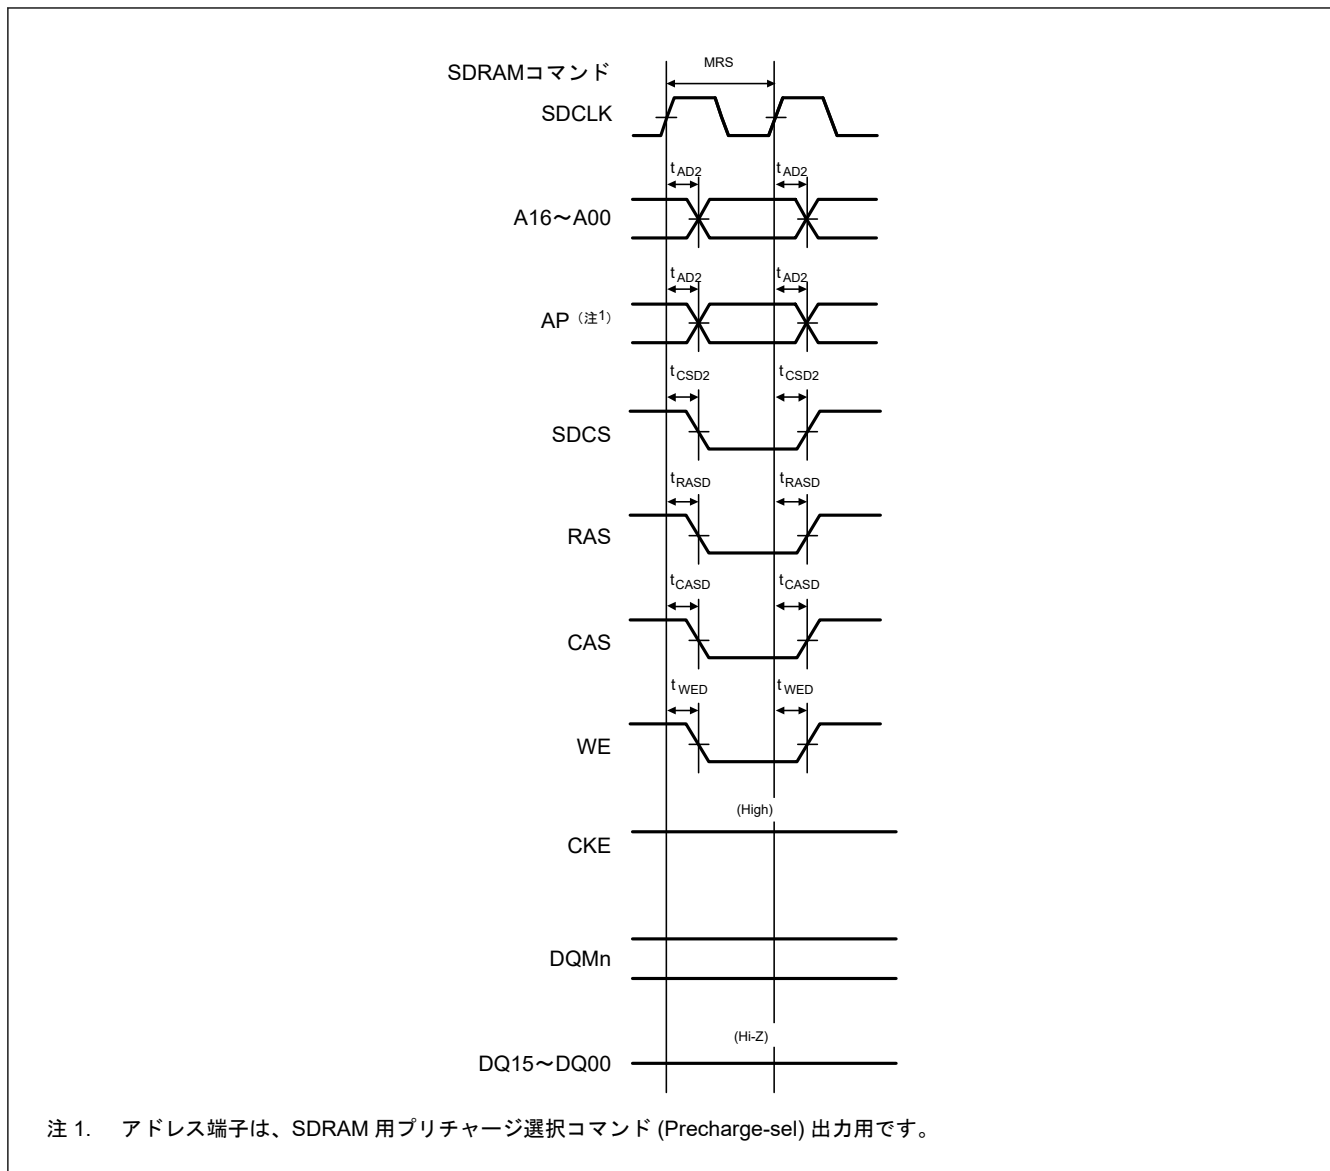 SDRAMコマンド
MRS
SDCLK
tAD2 tAD2
A16～A00
tAD2 tAD2
AP（注1）
tCSD2 tCSD2
SDCS
tRASD tRASD
RAS
tCASD tCASD
CAS
tWED tWED
WE
(High)
CKE
DQMn
(Hi-Z)
DQ15～DQ00
注 1. アドレス端子は、SDRAM 用プリチャージ選択コマンド (Precharge-sel) 出力用です。